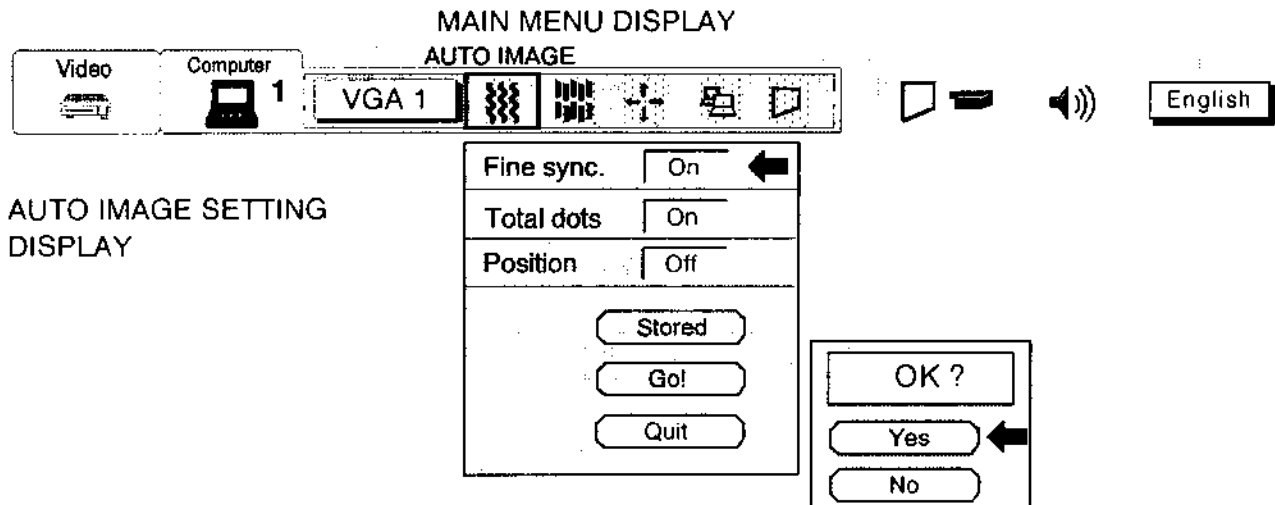 MAIN MENU DISPLAY
AUTO IMAGE
Video
Computer
1
VGA 1
English
AUTO IMAGE SETTING
DISPLAY
Fine sync.
On
Total dots
On
Position
Off
Stored
Go!
Quit
OK ?
Yes
No